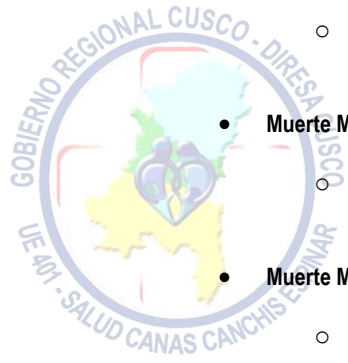 GOBIERNO REGIONAL CUSCO - DIRESA CUSCO
○
● Muerte M
○
● Muerte M
UE 401 - SALUD CANAS CANCHIS ESPINAR
○